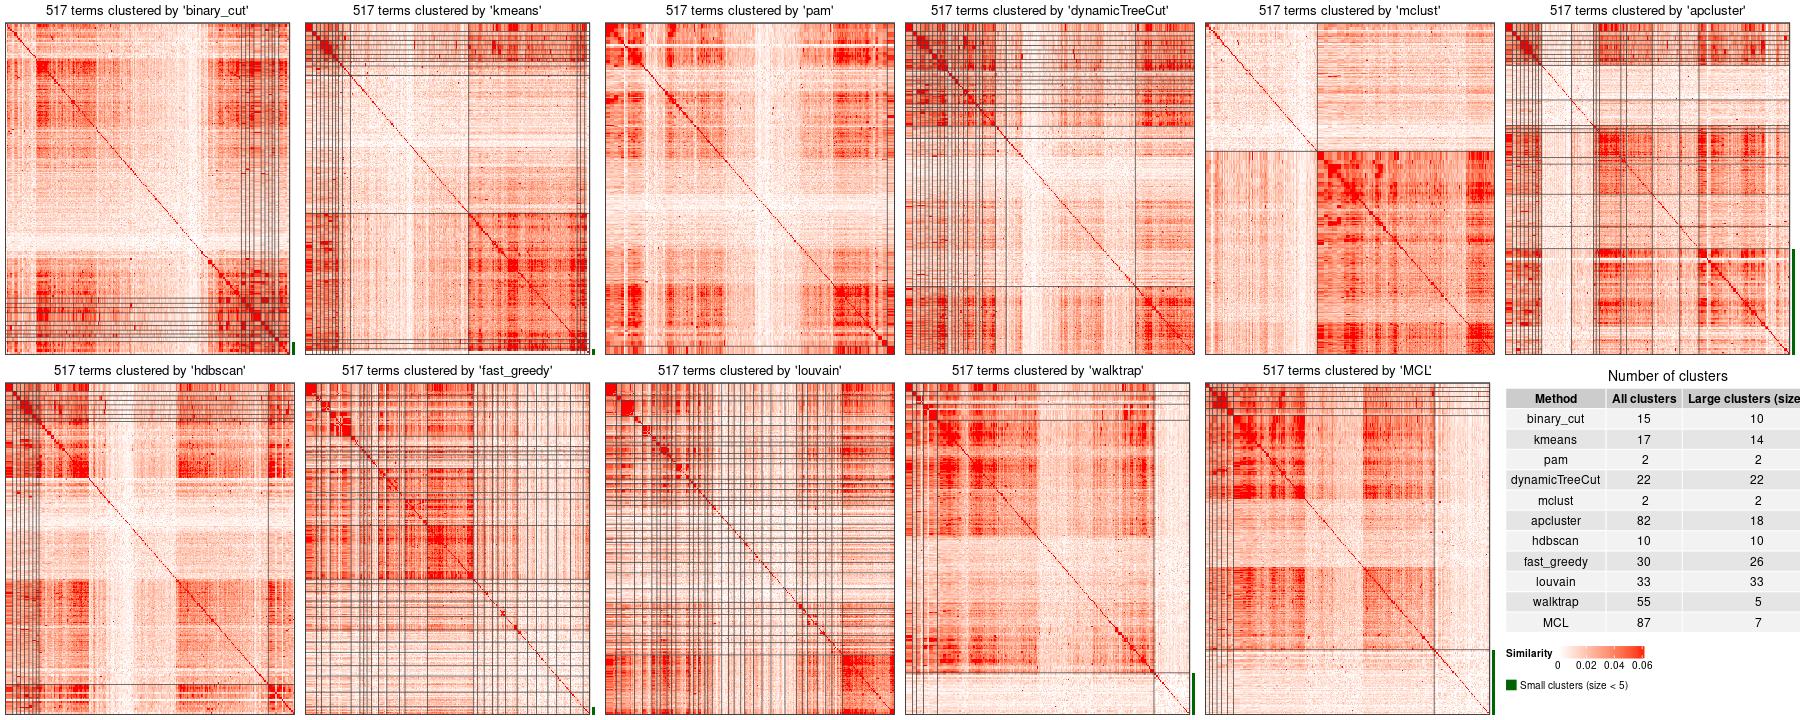 517 terms clustered by 'binary_cut'
517 terms clustered by 'kmeans'
517 terms clustered by 'pam'
517 terms clustered by 'dynamicTreeCut'
517 terms clustered by 'mclust'
517 terms clustered by 'apcluster'
517 terms clustered by 'hdbscan'
517 terms clustered by 'fast_greedy'
517 terms clustered by 'louvain'
517 terms clustered by 'walktrap'
517 terms clustered by 'MCL'
Number of clusters
Method All clusters Large clusters (size
binary_cut 15 10
kmeans 17 14
pam 2 2
dynamicTreeCut 22 22
mclust 2 2
apcluster 82 18
hdbscan 10 10
fast_greedy 30 26
louvain 33 33
walktrap 55 5
MCL 87 7
Similarity
0 0.02 0.04 0.06
Small clusters (size < 5)